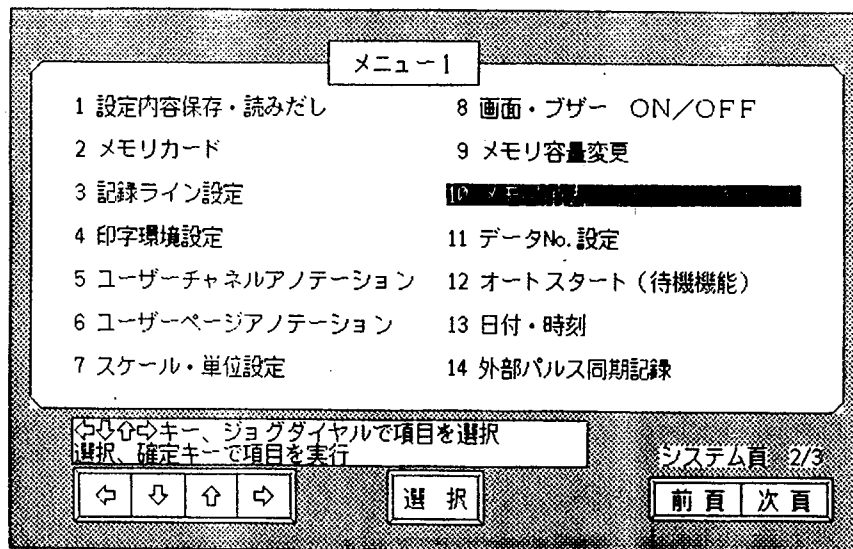 メニュー1
1 設定内容保存・読みだし
2 メモリカード
3 記録ライン設定
4 印字環境設定
5 ユーザーチャネルアノテーション
6 ユーザーページアノテーション
7 スケール・単位設定
8 画面・ブザー ON/OFF
9 メモリ容量変更
10
11 データNo.設定
12 オートスタート(待機機能)
13 日付・時刻
14 外部パルス同期記録
⇦⇩⇧⇨キー、ジョグダイヤルで項目を選択
選択、確定キーで項目を実行
システム頁 2/3
⇦ ⇩ ⇧ ⇨
選 択
前 頁 次 頁